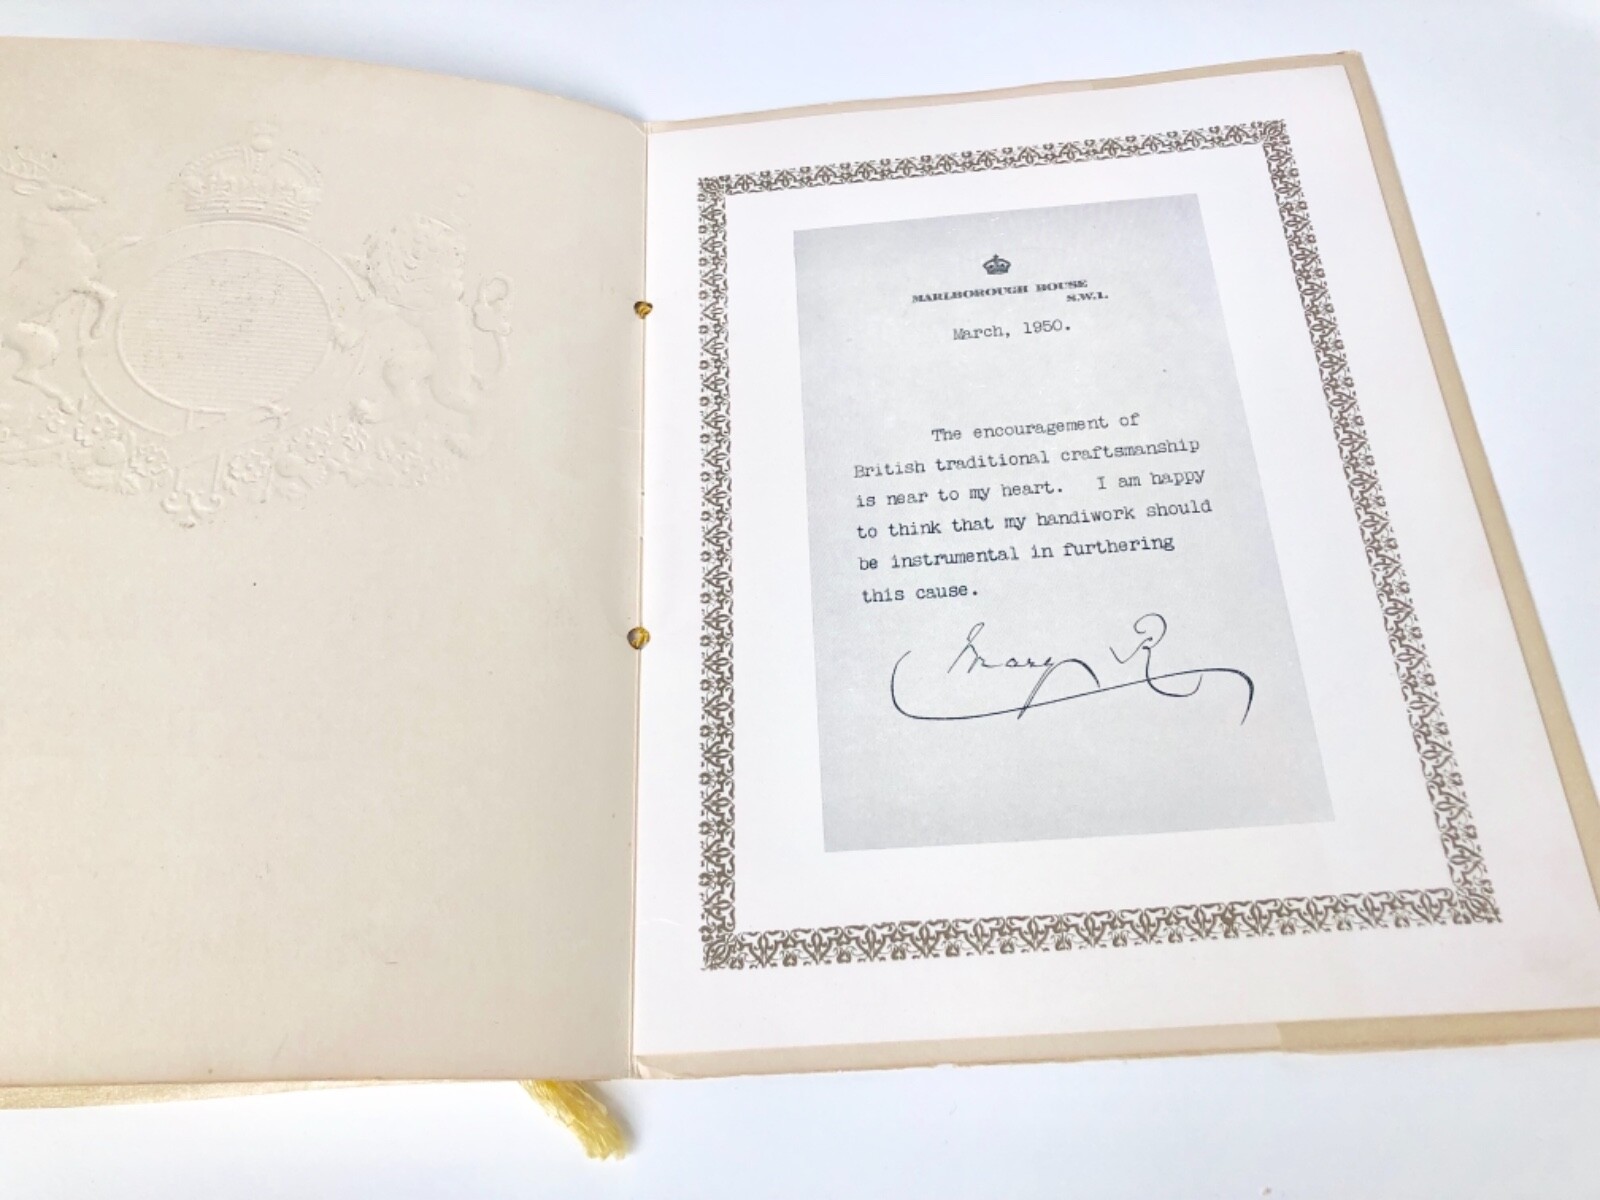 MARLBOROUGH HOUSE
S.W.1.
March, 1950.
The encouragement of
British traditional craftsmanship
is near to my heart. I am happy
to think that my handiwork should
be instrumental in furthering
this cause.
Mary R